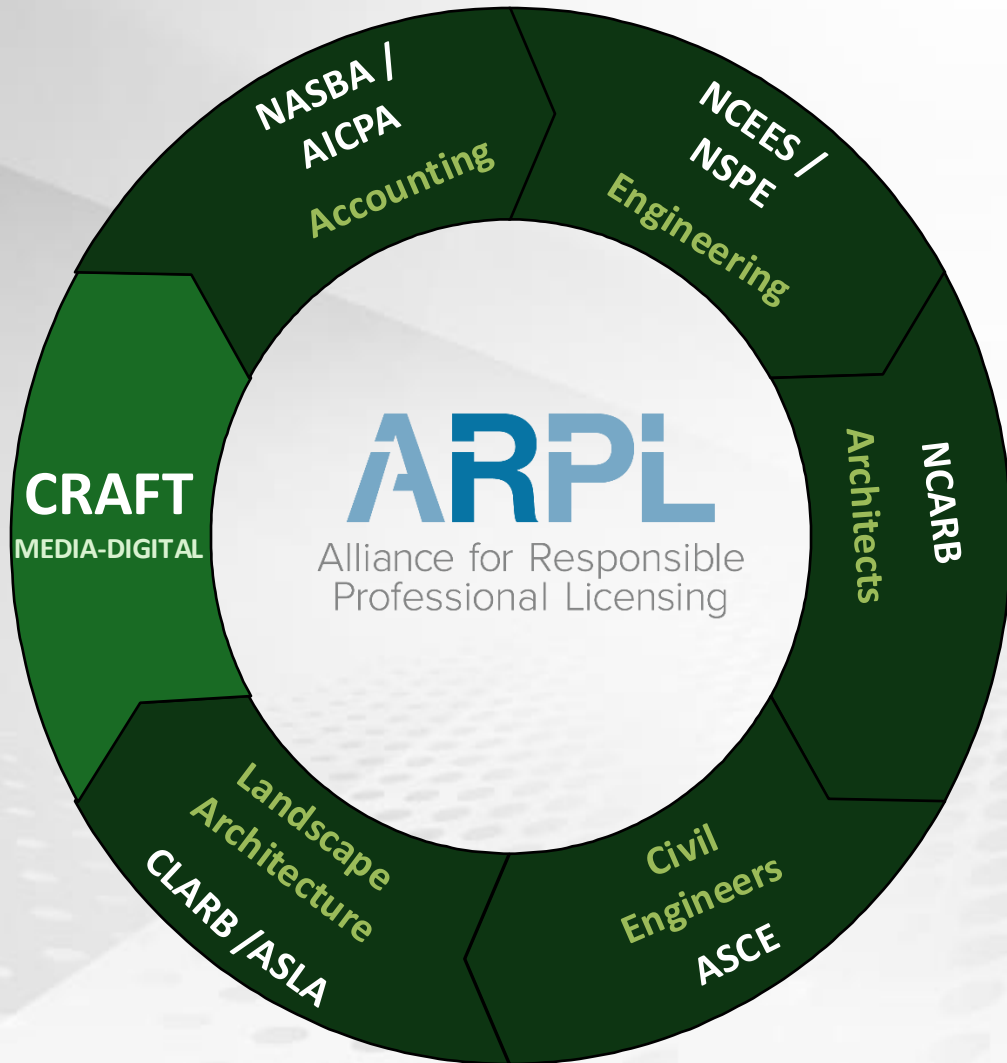 NASBA /
AICPA
Accounting
NCEES /
NSPE
Engineering
NCARB
Architects
Civil
Engineers
ASCE
Landscape
Architecture
CLARB /ASLA
CRAFT
MEDIA-DIGITAL
ARPL
Alliance for Responsible
Professional Licensing